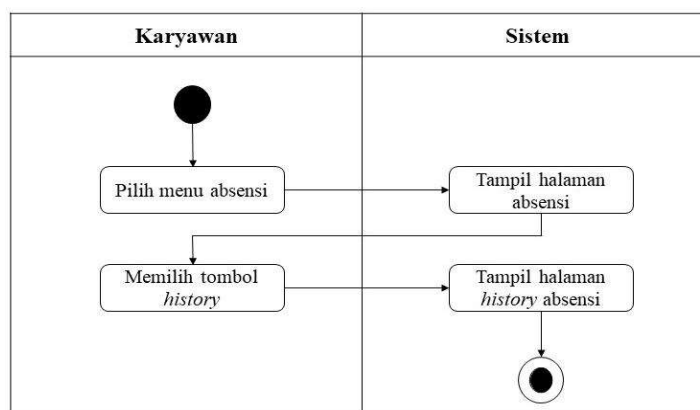 Karyawan
Sistem
Pilih menu absensi
Tampil halaman
absensi
Memilih tombol
history
Tampil halaman
history absensi